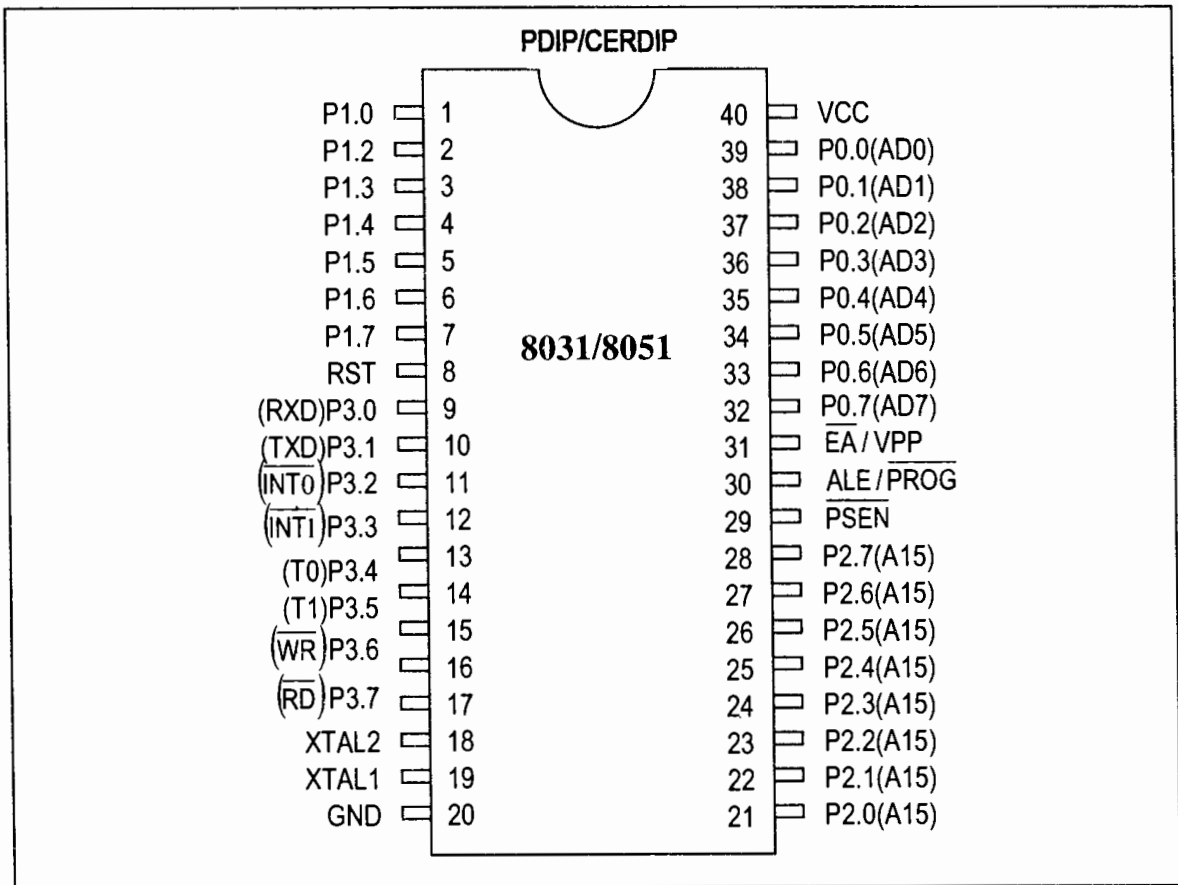 PDIP/CERDIP
P1.0 1 40 VCC
P1.2 2 39 P0.0(AD0)
P1.3 3 38 P0.1(AD1)
P1.4 4 37 P0.2(AD2)
P1.5 5 36 P0.3(AD3)
P1.6 6 35 P0.4(AD4)
P1.7 7 34 P0.5(AD5)
8031/8051
RST 8 33 P0.6(AD6)
(RXD)P3.0 9 32 P0.7(AD7)
(TXD)P3.1 10 31 E̅A̅/VPP
(I̅N̅T̅0̅)P3.2 11 30 ALE/P̅R̅O̅G̅
(I̅N̅T̅1̅)P3.3 12 29 P̅S̅E̅N̅
(T0)P3.4 13 28 P2.7(A15)
(T1)P3.5 14 27 P2.6(A15)
(W̅R̅)P3.6 15 26 P2.5(A15)
16 25 P2.4(A15)
(R̅D̅)P3.7 17 24 P2.3(A15)
XTAL2 18 23 P2.2(A15)
XTAL1 19 22 P2.1(A15)
GND 20 21 P2.0(A15)